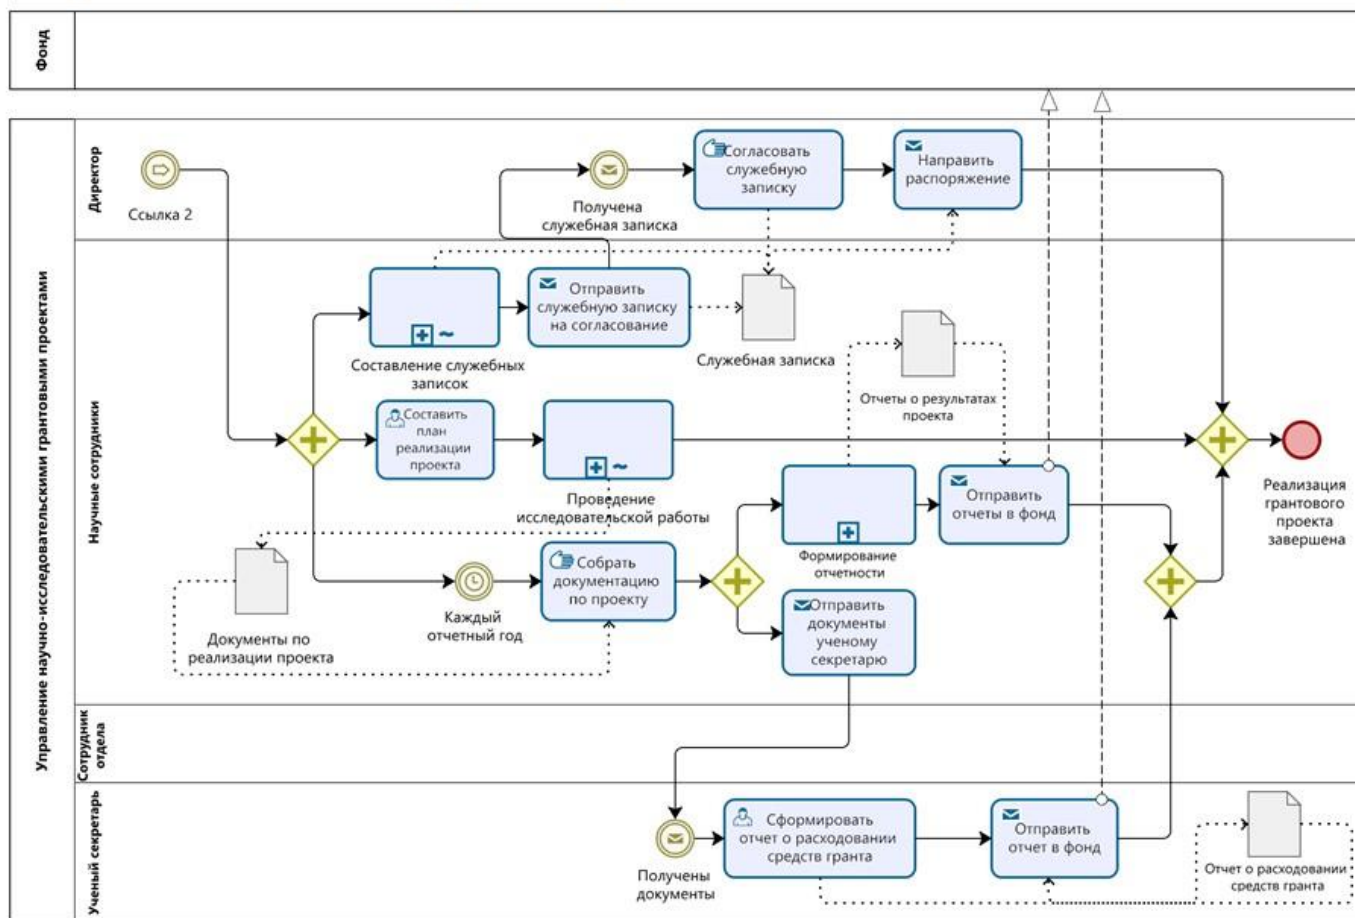 Фонд
Управление научно-исследовательскими грантовыми проектами
Директор
Ссылка 2
Получена
служебная записка
Согласовать
служебную
записку
Направить
распоряжение
Научные сотрудники
Составление служебных
записок
Отправить
служебную записку
на согласование
Служебная записка
Отчеты о результатах
проекта
Составить
план
реализации
проекта
Проведение
исследовательской работы
Формирование
отчетности
Отправить
отчеты в фонд
Реализация
грантового
проекта
завершена
Документы по
реализации проекта
Каждый
отчетный год
Собрать
документацию
по проекту
Отправить
документы
ученому
секретарю
Сотрудник
отдела
Ученый секретарь
Получены
документы
Сформировать
отчет о расходовании
средств гранта
Отправить
отчет в фонд
Отчет о расходовании
средств гранта